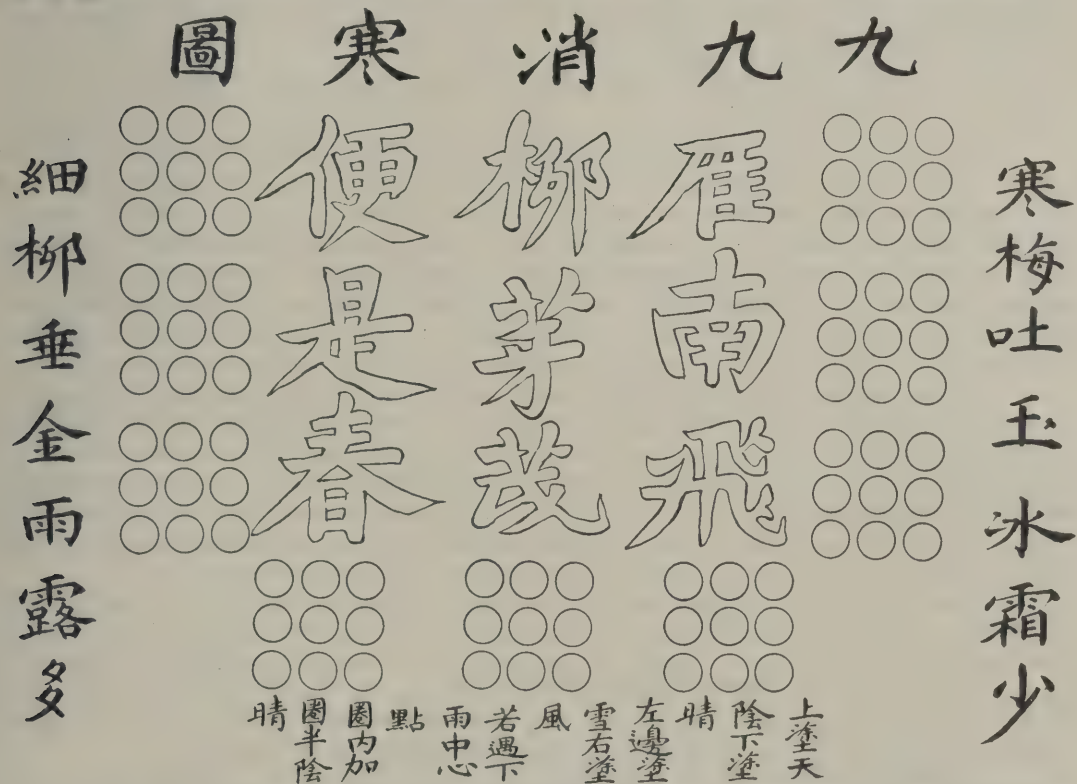 九九消寒圖
寒梅吐玉冰霜少
雁南飛
柳芽茂
便是春
細柳垂金雨露多
上塗天
陰下塗
晴
左邊塗
雪右塗
風
若遇下
雨中心
點
圈內加
圈半陰
晴